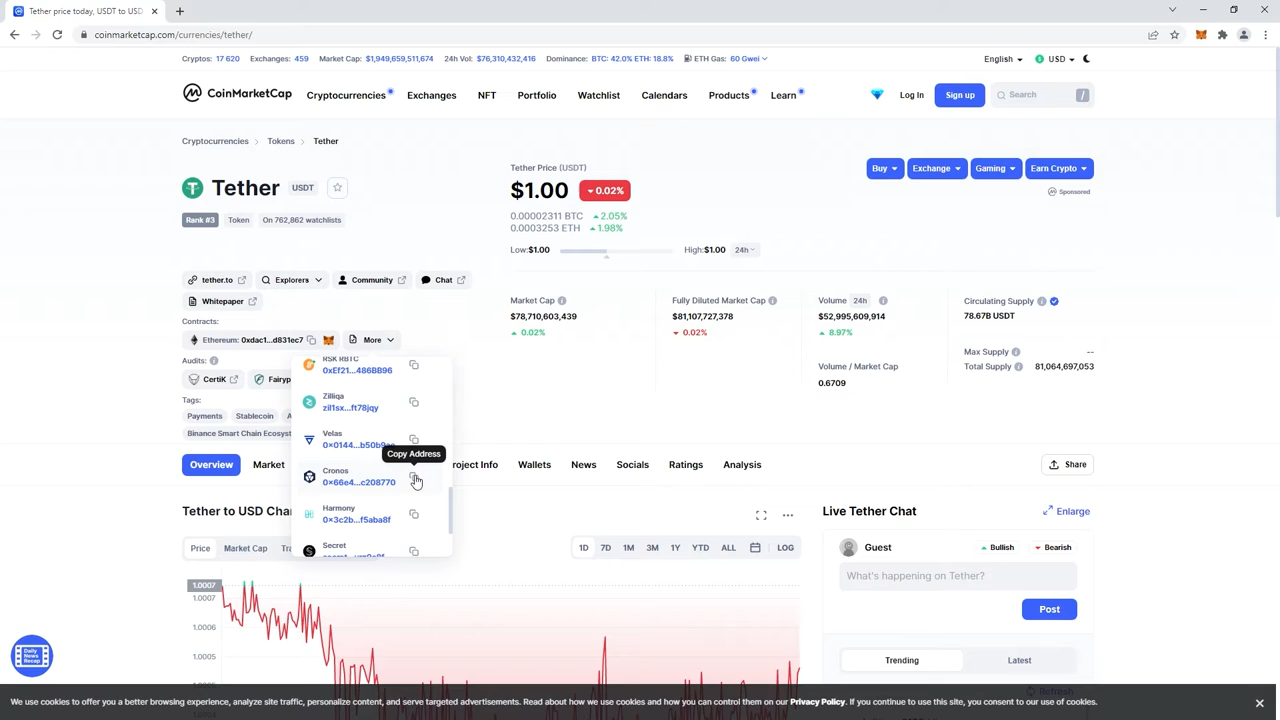 Tether price today, USDT to USD
coinmarketcap.com/currencies/tether/
Cryptos: 17 620 Exchanges: 459 Market Cap: $1,949,659,511,674 24h Vol: $76,310,432,416 Dominance: BTC: 42.0% ETH: 18.8% ETH Gas: 60 Gwei
English USD
CoinMarketCap Cryptocurrencies Exchanges NFT Portfolio Watchlist Calendars Products Learn Log In Sign up Search /
Cryptocurrencies Tokens Tether
Tether USDT
Rank #3 Token On 762,862 watchlists
Tether Price (USDT)
$1.00 0.02%
0.00002311 BTC 2.05%
0.0003253 ETH 1.98%
Low:$1.00 High:$1.00 24h
Buy Exchange Gaming Earn Crypto
Sponsored
tether.to Explorers Community Chat
Whitepaper
Contracts:
Ethereum: 0xdac1...d831ec7 More
Audits:
CertiK Fairyp
Tags:
Payments Stablecoin A
Binance Smart Chain Ecosyst
RSK RBTC
0xEf21...486BB96
Zilliqa
zil1sx...ft78jqy
Velas
0x0144...b50b9
Copy Address
Cronos
0x66e4...c208770
Harmony
0x3c2b...f5aba8f
Secret
Market Cap
$78,710,603,439
0.02%
Fully Diluted Market Cap
$81,107,727,378
0.02%
Volume 24h
$52,995,609,914
8.97%
Volume / Market Cap
0.6709
Circulating Supply
78.67B USDT
Max Supply --
Total Supply 81,064,697,053
Overview Market roject Info Wallets News Socials Ratings Analysis Share
Tether to USD Char
Price Market Cap Tra
1D 7D 1M 3M 1Y YTD ALL LOG
1.0007
1.0007
1.0006
1.0005
Live Tether Chat Enlarge
Guest Bullish Bearish
What's happening on Tether?
Post
Trending Latest
Refresh
Daily
News
Recap
We use cookies to offer you a better browsing experience, analyze site traffic, personalize content, and serve targeted advertisements. Read about how we use cookies and how you can control them on our Privacy Policy. If you continue to use this site, you consent to our use of cookies.